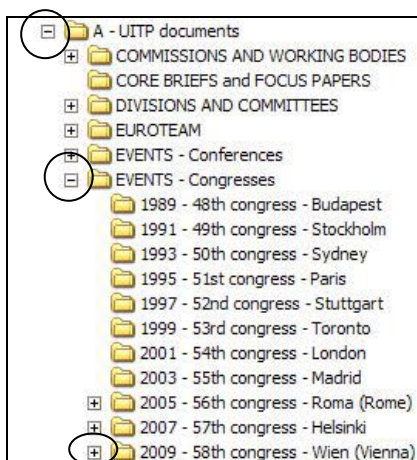 A - UITP documents
COMMISSIONS AND WORKING BODIES
CORE BRIEFS and FOCUS PAPERS
DIVISIONS AND COMMITTEES
EUROTEAM
EVENTS - Conferences
EVENTS - Congresses
1989 - 48th congress - Budapest
1991 - 49th congress - Stockholm
1993 - 50th congress - Sydney
1995 - 51st congress - Paris
1997 - 52nd congress - Stuttgart
1999 - 53rd congress - Toronto
2001 - 54th congress - London
2003 - 55th congress - Madrid
2005 - 56th congress - Roma (Rome)
2007 - 57th congress - Helsinki
2009 - 58th congress - Wien (Vienna)